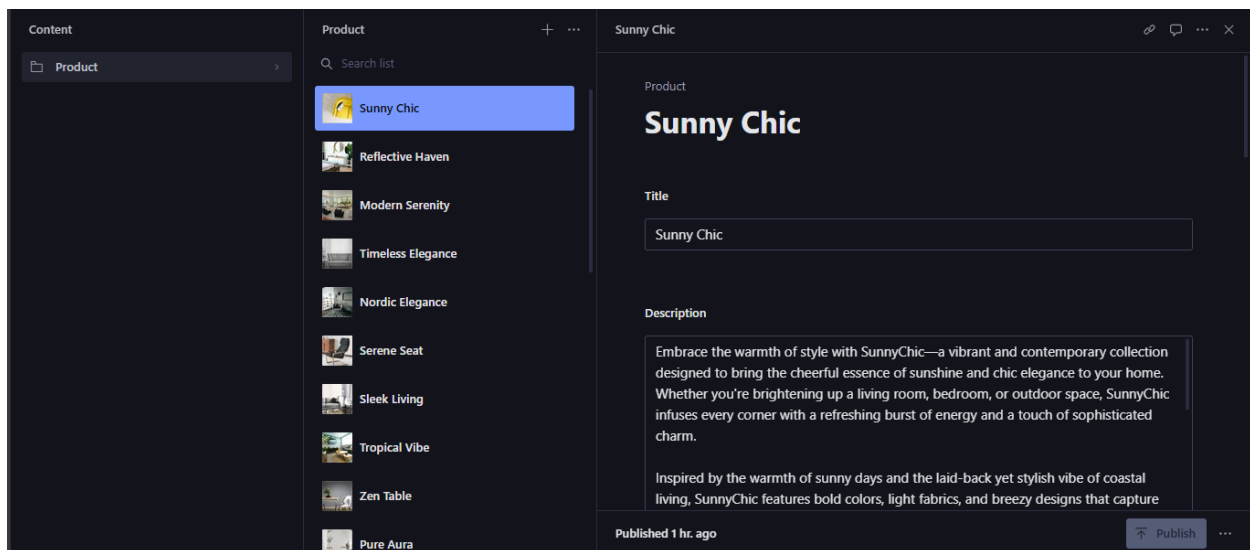 Content
Product
Product
Search list
Sunny Chic
Reflective Haven
Modern Serenity
Timeless Elegance
Nordic Elegance
Serene Seat
Sleek Living
Tropical Vibe
Zen Table
Pure Aura
Sunny Chic
Product
Sunny Chic
Title
Sunny Chic
Description
Embrace the warmth of style with SunnyChic—a vibrant and contemporary collection
designed to bring the cheerful essence of sunshine and chic elegance to your home.
Whether you're brightening up a living room, bedroom, or outdoor space, SunnyChic
infuses every corner with a refreshing burst of energy and a touch of sophisticated
charm.
Inspired by the warmth of sunny days and the laid-back yet stylish vibe of coastal
living, SunnyChic features bold colors, light fabrics, and breezy designs that capture
Published 1 hr. ago
Publish